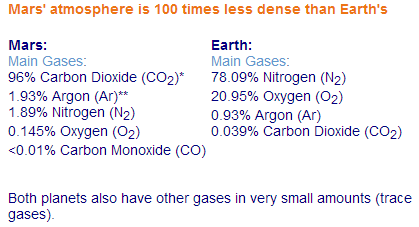 Mars' atmosphere is 100 times less dense than Earth's
Mars:
Main Gases:
96% Carbon Dioxide (CO2)*
1.93% Argon (Ar)**
1.89% Nitrogen (N2)
0.145% Oxygen (O2)
<0.01% Carbon Monoxide (CO)
Earth:
Main Gases:
78.09% Nitrogen (N2)
20.95% Oxygen (O2)
0.93% Argon (Ar)
0.039% Carbon Dioxide (CO2)
Both planets also have other gases in very small amounts (trace
gases).